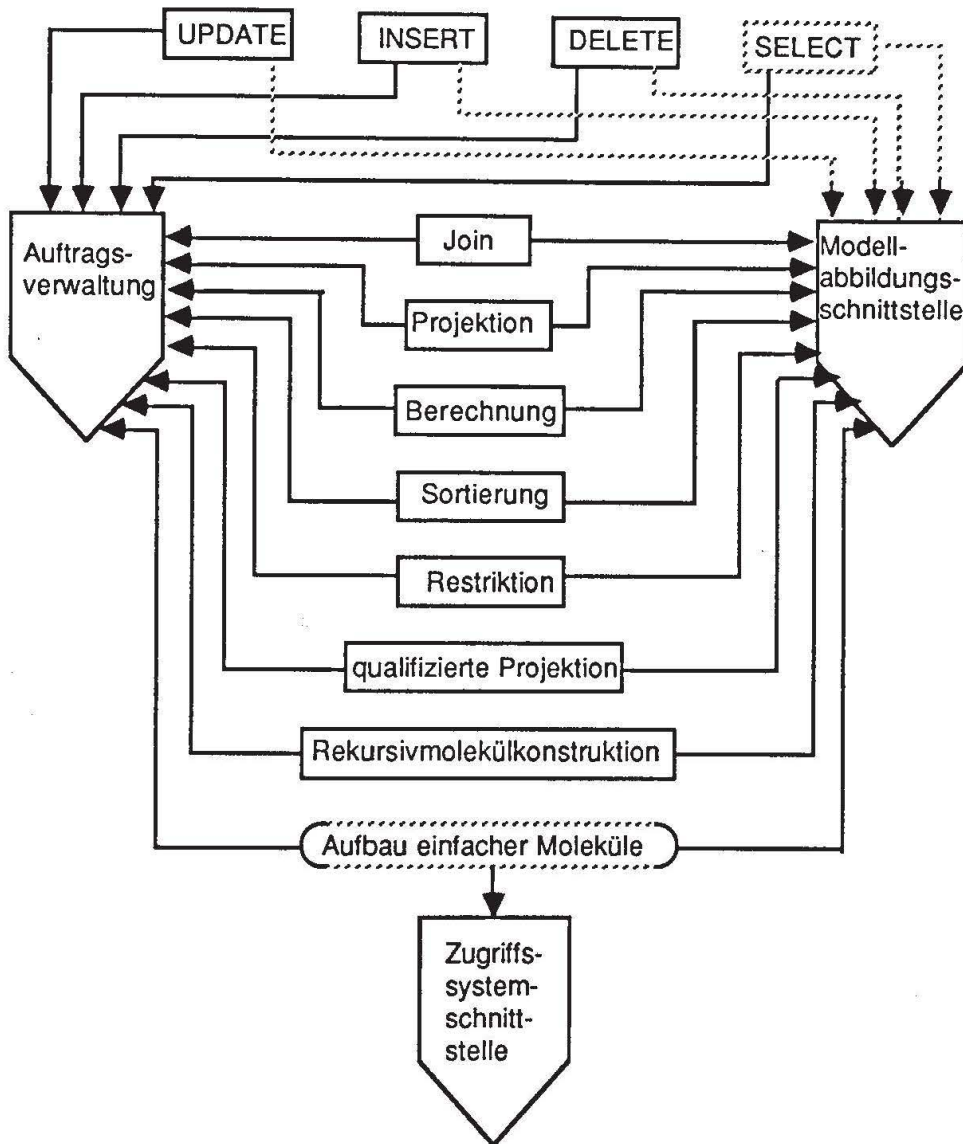 UPDATE
INSERT
DELETE
SELECT
Auftrags-
verwaltung
Join
Modell-
abbildungs-
schnittstelle
Projektion
Berechnung
Sortierung
Restriktion
qualifizierte Projektion
Rekursivmolekülkonstruktion
Aufbau einfacher Moleküle
Zugriffs-
system-
schnitt-
stelle